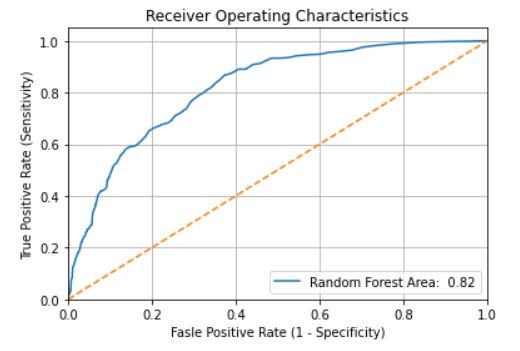 Receiver Operating Characteristics
1.0
0.8
0.6
0.4
0.2
0.0
True Positive Rate (Sensitivity)
Random Forest Area: 0.82
0.0 0.2 0.4 0.6 0.8 1.0
Fasle Positive Rate (1 - Specificity)